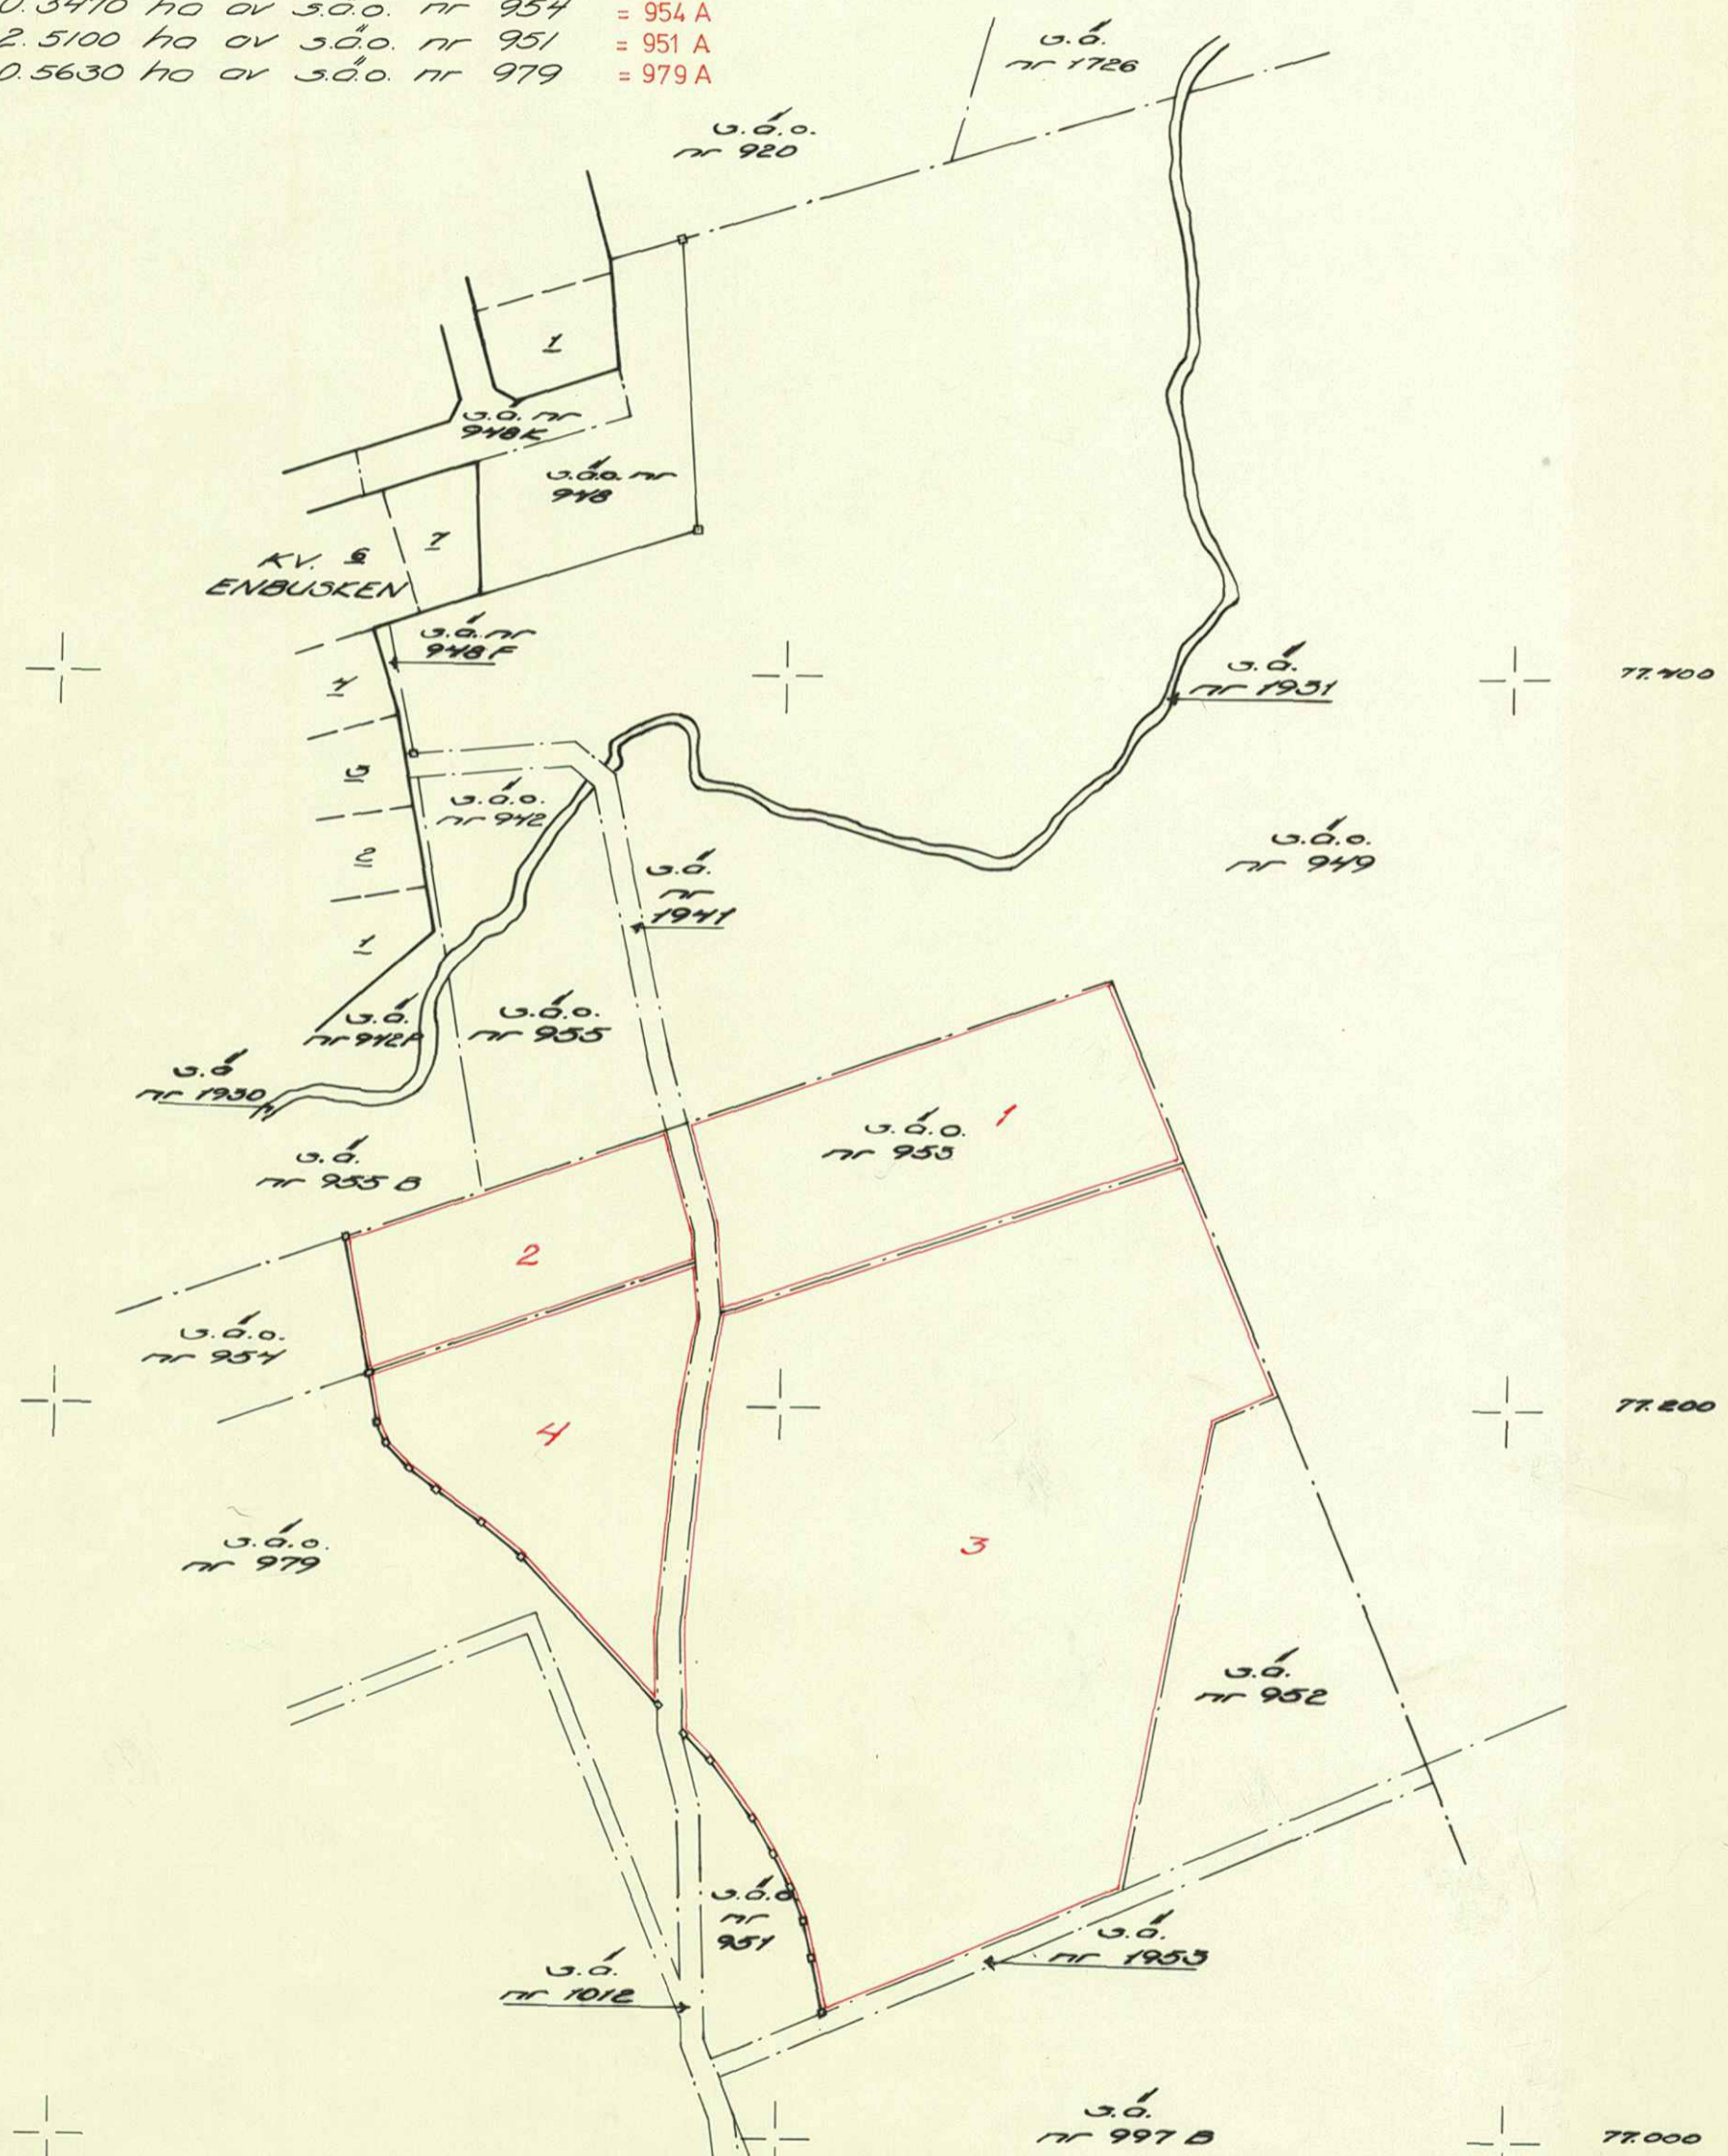 0.3470 ha av s.ä.o. nr 954 = 954 A
2.5100 ha av s.ä.o. nr 951 = 951 A
0.5630 ha av s.ä.o. nr 979 = 979 A
s.ä.
nr 1726
s.ä.o.
nr 920
1
s.ä. nr
948K
s.ä.o. nr
948
7
KV. 6
ENBUSKEN
s.ä. nr
948 F
4
s.ä.
nr 1931
77.400
3
s.ä.o.
nr 942
2
s.ä.
nr
1941
s.ä.o.
nr 949
1
s.ä.
nr 942P
s.ä.o.
nr 955
s.ä
nr 1930
s.ä.o.
nr 953
1
s.ä.
nr 955 B
2
s.ä.o.
nr 954
77.200
4
s.ä.o.
nr 979
3
s.ä.
nr 952
s.ä.o
nr
951
s.ä.
nr 1953
s.ä.
nr 1012
s.ä.
nr 997 B
77.000